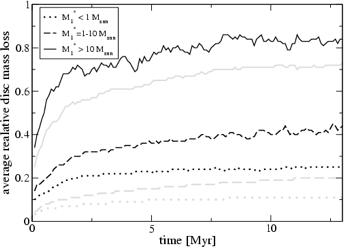 average realative disc mass loss
1
0.8
0.6
0.4
0.2
0
M₁* < 1 Mₛᵤₙ
M₁*=1-10 Mₛᵤₙ
M₁* > 10 Mₛᵤₙ
0 5 10
time [Myr]